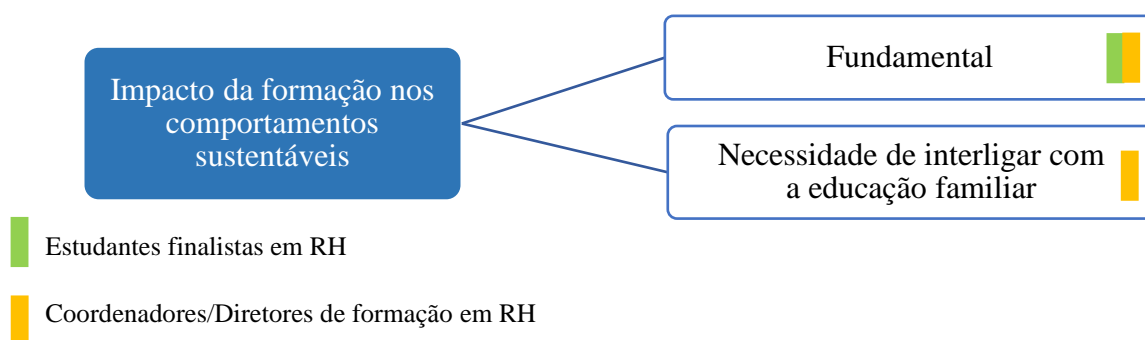 Impacto da formação nos
comportamentos
sustentáveis
Fundamental
Necessidade de interligar com
a educação familiar
Estudantes finalistas em RH
Coordenadores/Diretores de formação em RH